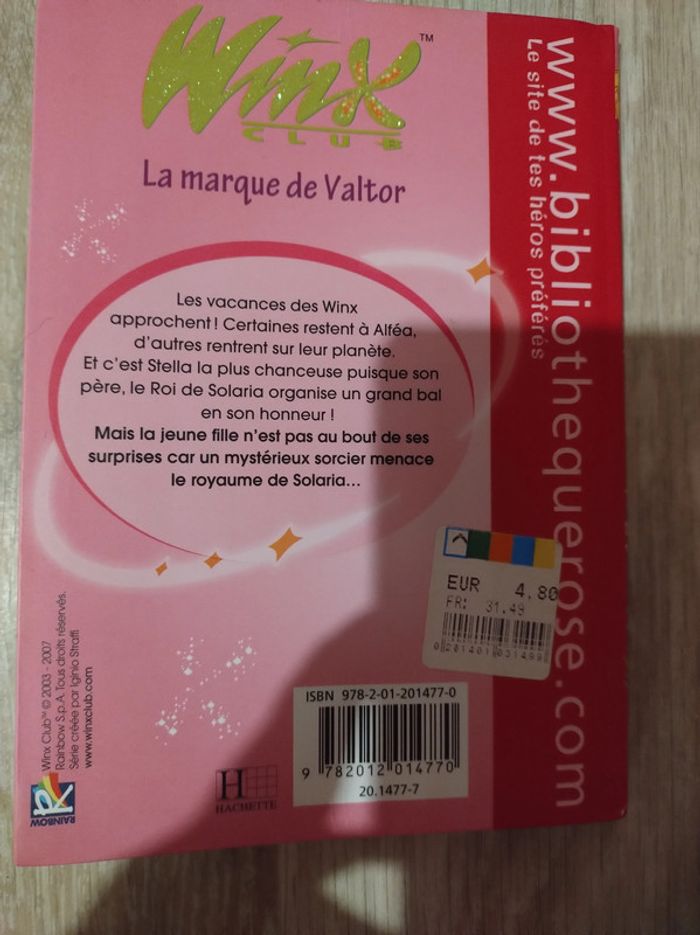 Winx™
CLUB
La marque de Valtor
Les vacances des Winx
approchent ! Certaines restent à Alféa,
d'autres rentrent sur leur planète.
Et c'est Stella la plus chanceuse puisque son
père, le Roi de Solaria organise un grand bal
en son honneur !
Mais la jeune fille n'est pas au bout de ses
surprises car un mystérieux sorcier menace
le royaume de Solaria...
www.bibliothequerose.com
Le site de tes héros préférés
EUR 4.80
FR: 31.49
Winx Club™ © 2003 - 2007
Rainbow S.p.A. Tous droits réservés.
Série créée par Iginio Straffi
www.winxclub.com
RAINBOW
HACHETTE
ISBN 978-2-01-201477-0
9 782012 014770
20.1477-7